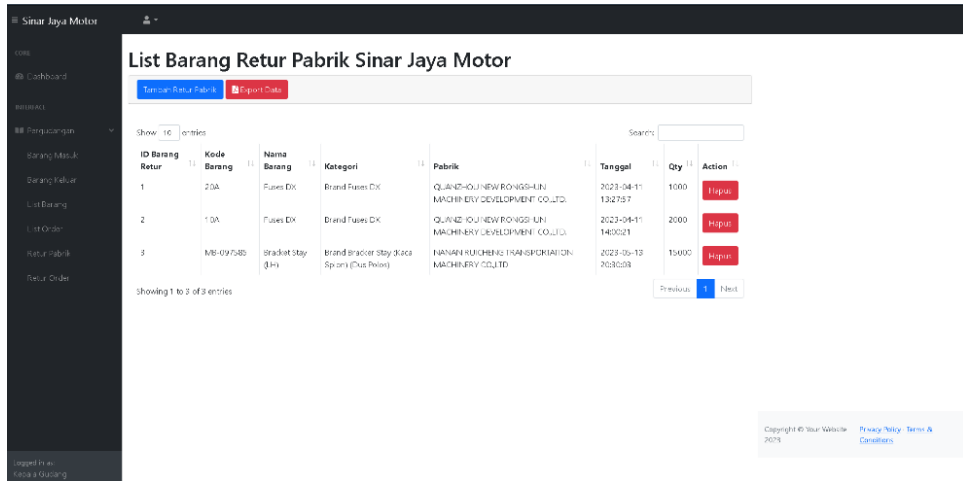 Sinar Jaya Motor
CORE
Dashboard
INTERFACE
Pergudangan
Barang Masuk
Barang Keluar
List Barang
List Order
Retur Pabrik
Retur Order
Logged in as:
Kepala Gudang
List Barang Retur Pabrik Sinar Jaya Motor
Tambah Retur Pabrik Export Data
Show 10 entries Search:
ID Barang Retur Kode Barang Nama Barang Kategori Pabrik Tanggal Qty Action
1 20A Fuses DX Brand Fuses DX QUANZHOU NEW RONGSHUN MACHINERY DEVELOPMENT CO.,LTD. 2023-04-11 13:27:57 1000 Hapus
2 10A Fuses DX Brand Fuses DX QUANZHOU NEW RONGSHUN MACHINERY DEVELOPMENT CO.,LTD. 2023-04-11 14:00:21 2000 Hapus
3 MB-097585 Bracket Stay (LH) Brand Bracker Stay (Kaca Spion) (Dus Polos) NANAN RUICHENG TRANSPORTATION MACHINERY CO,.LTD 2023-05-13 15000 Hapus
Showing 1 to 3 of 3 entries
Previous 1 Next
Copyright © Your Website 2023
Privacy Policy · Terms & Conditions